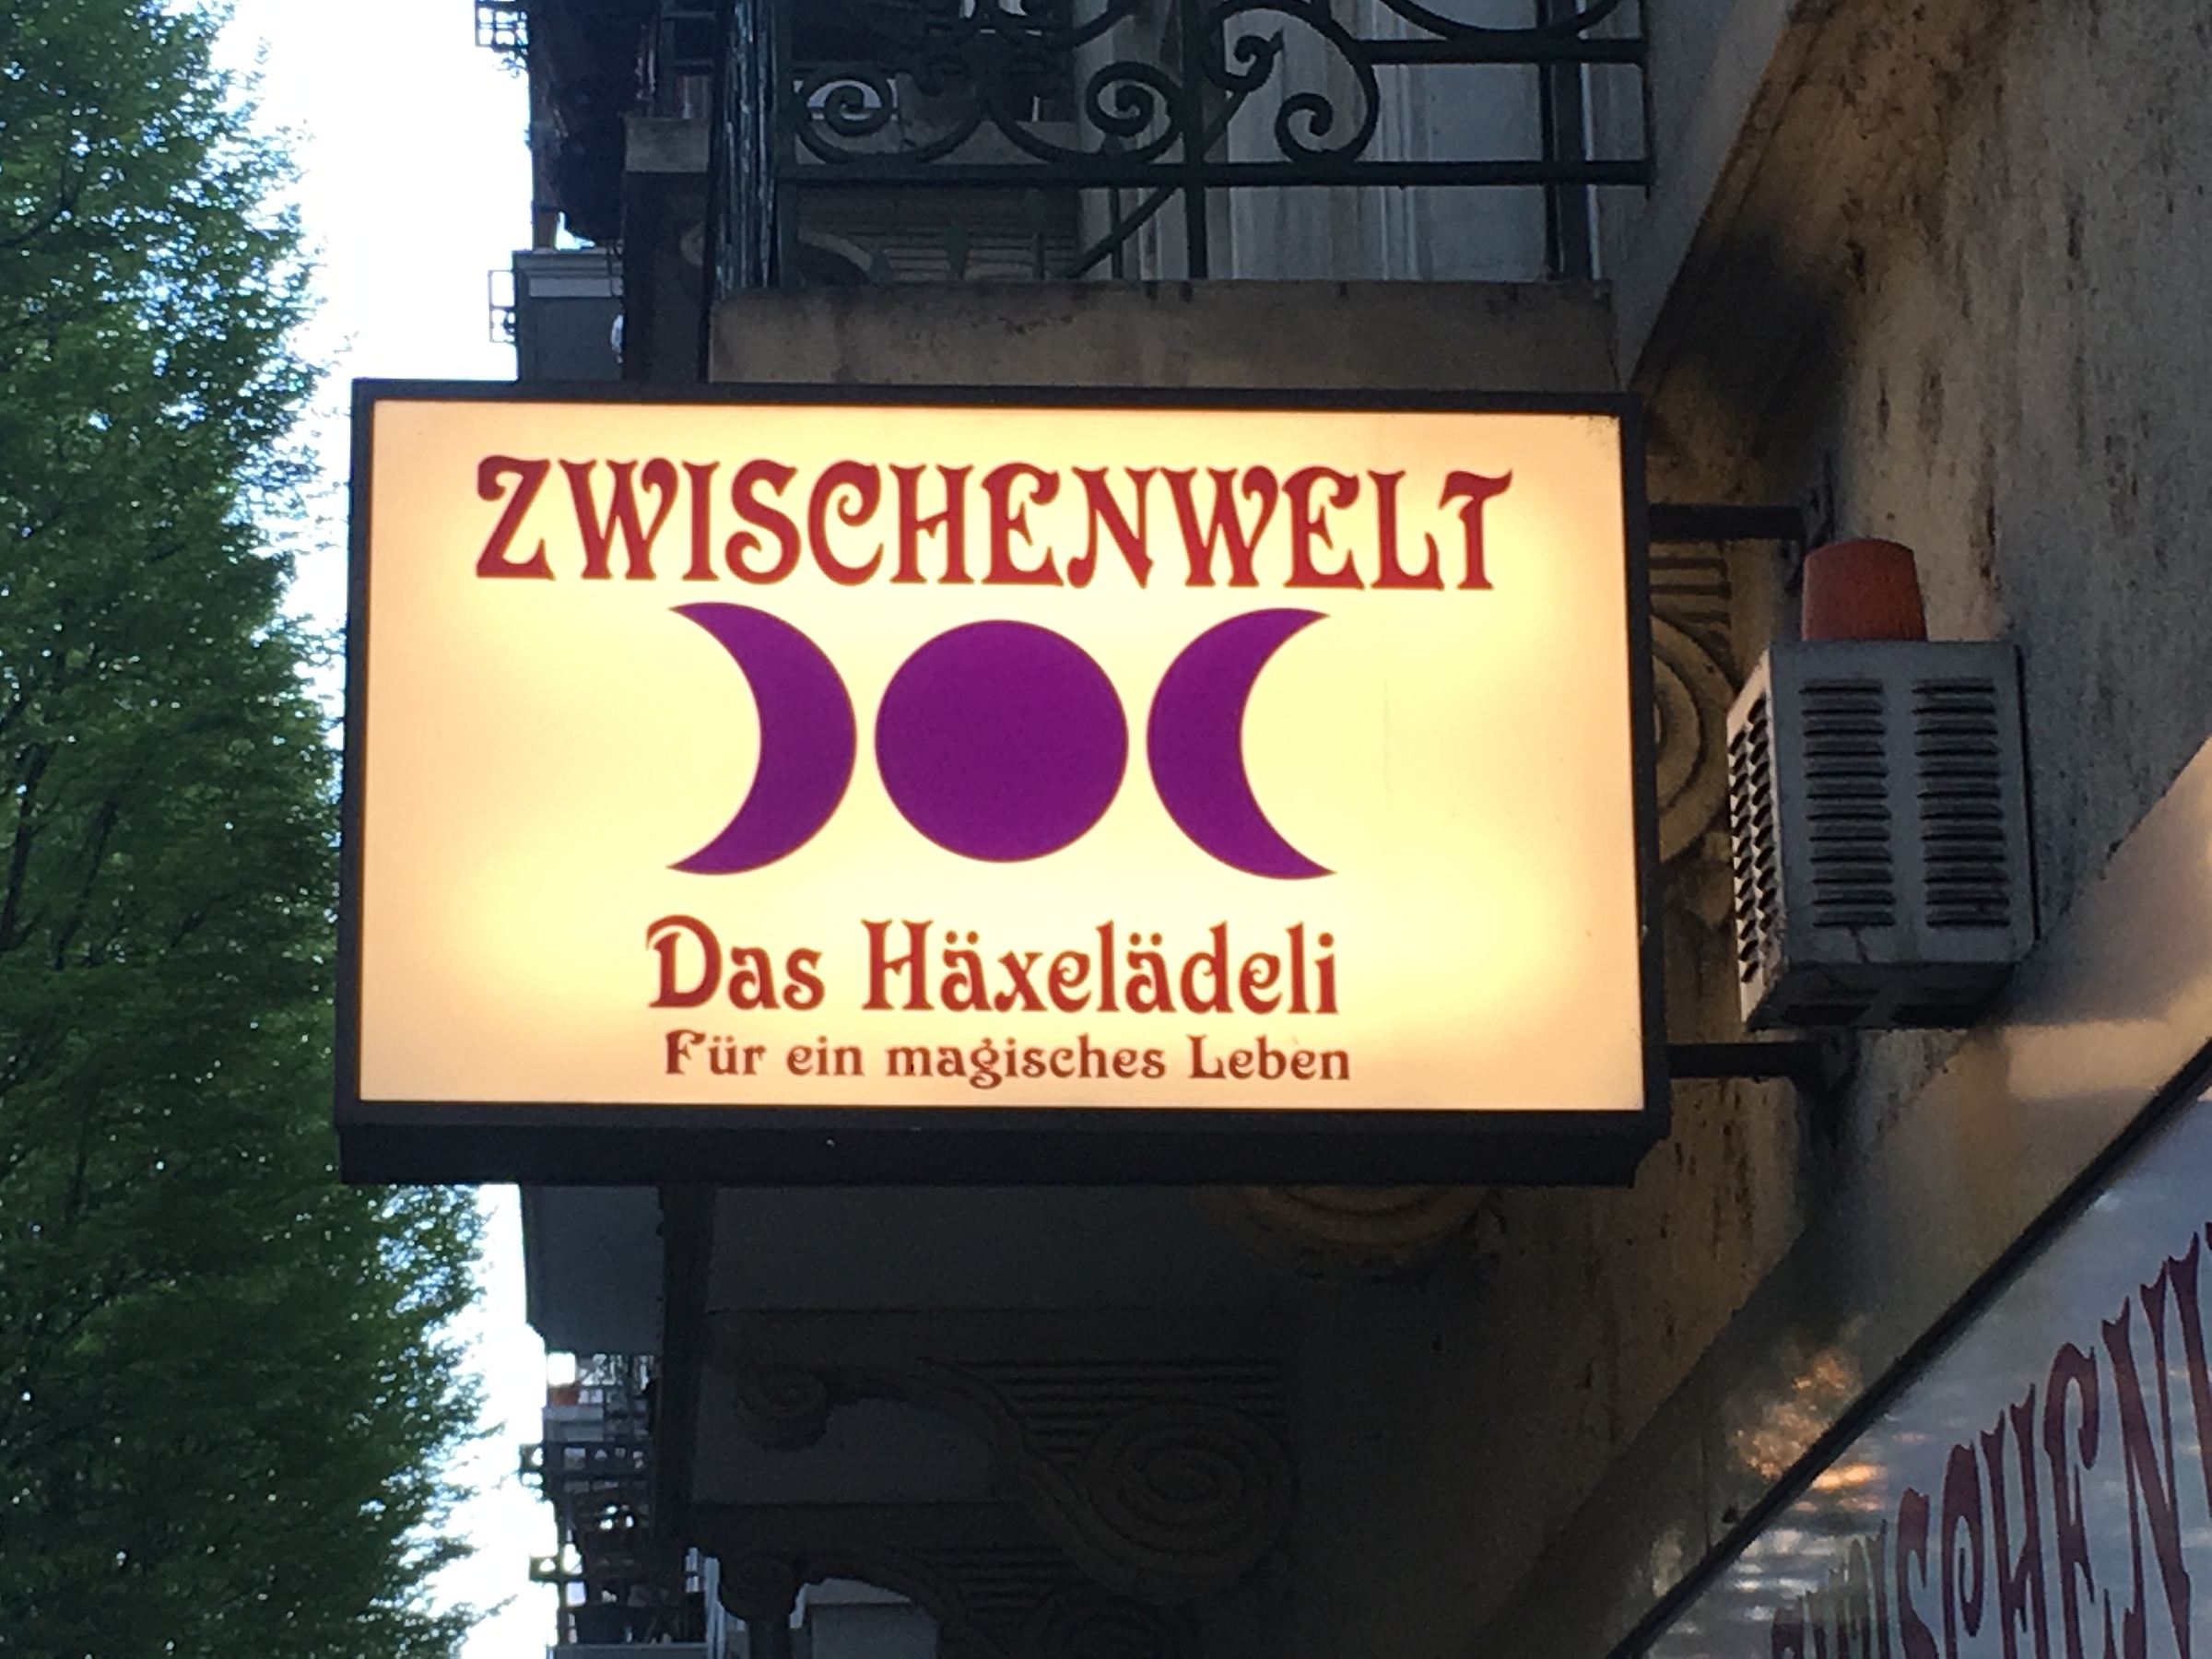 ZWISCHENWELT
Das Häxelädeli
Für ein magisches Leben